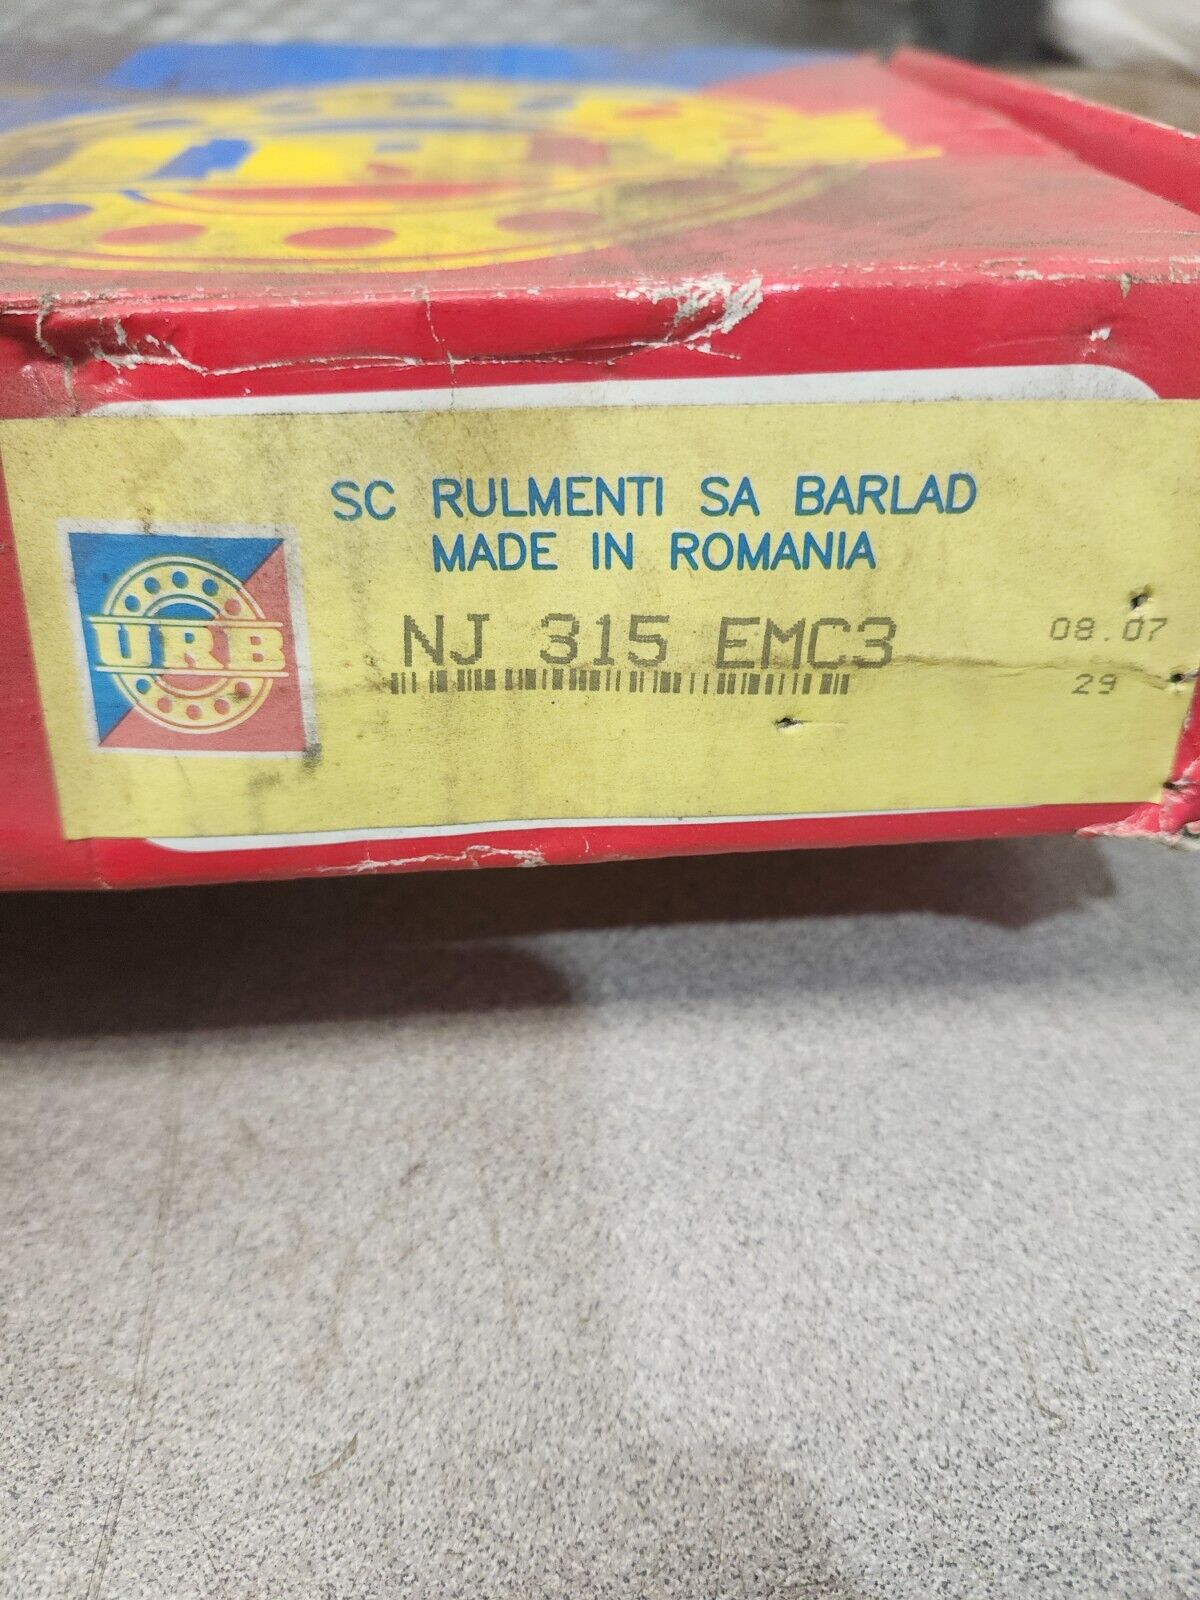 SC RULMENTI SA BARLAD
MADE IN ROMANIA
URB
NJ 315 EMC3
08.07
29